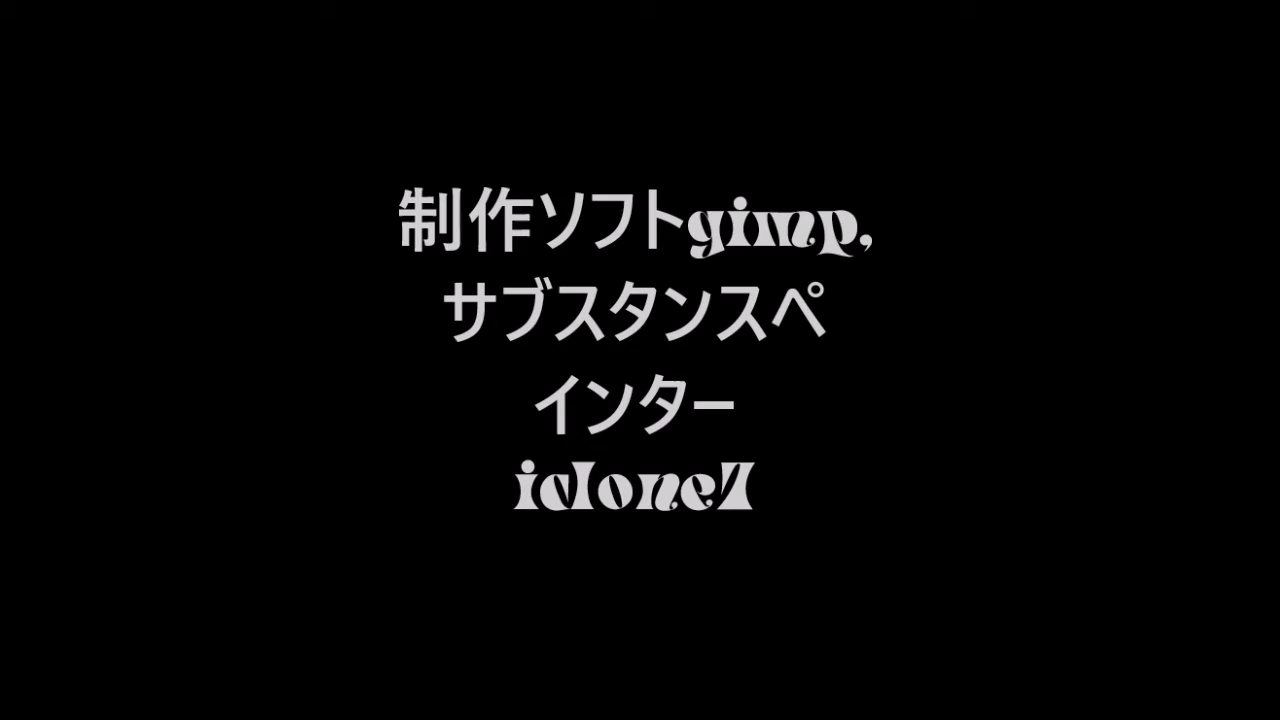 制作ソフトgimp,
サブスタンスペ
インター
iclone7